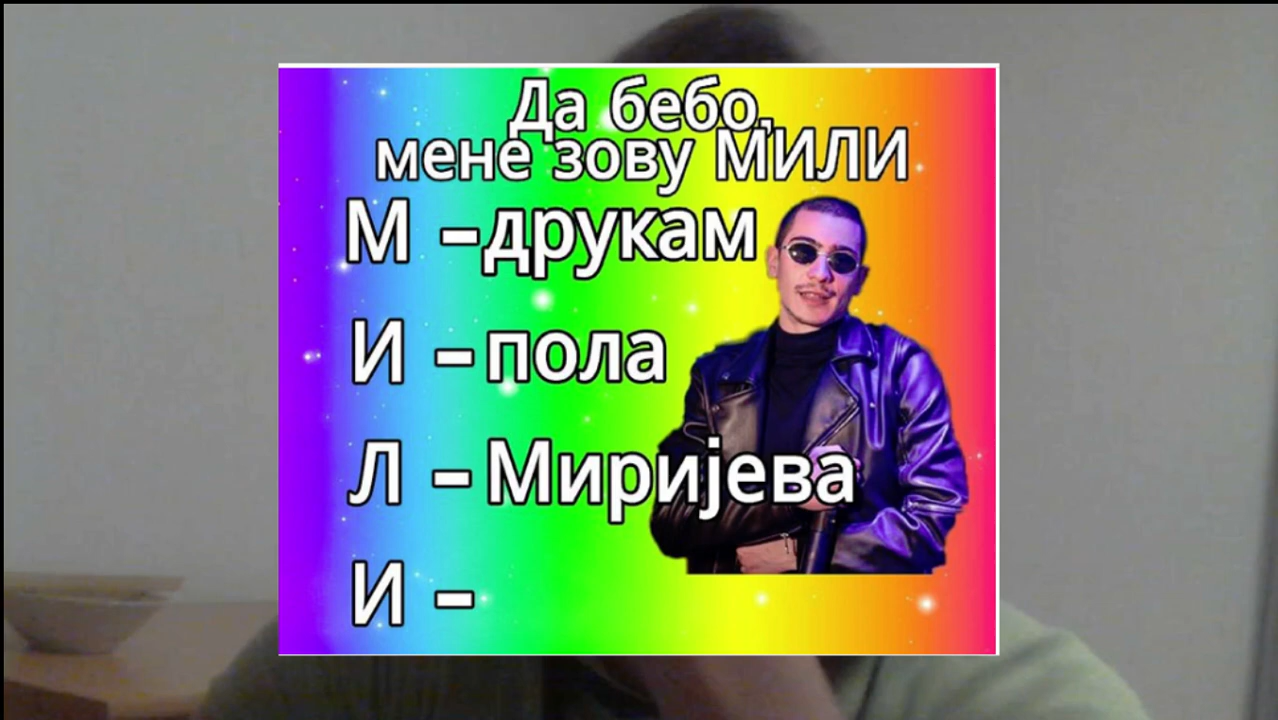 Да бебо,
мене зову МИЛИ
М -друкам
И -пола
Л -Миријева
И -